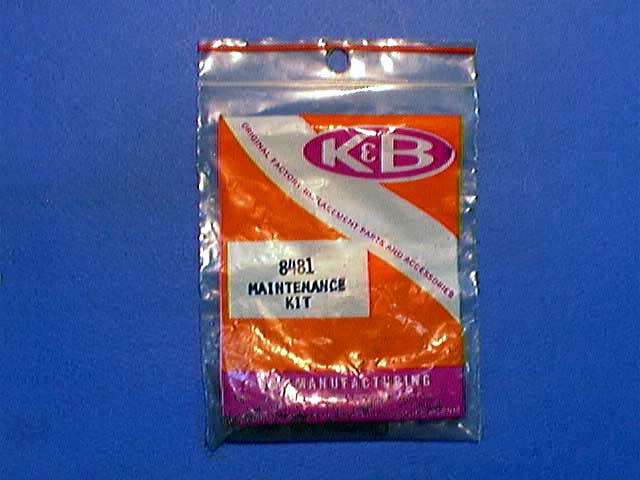 K&B
ORIGINAL FACTORY REPLACEMENT PARTS AND ACCESSORIES
8481
MAINTENANCE
KIT
MANUFACTURING